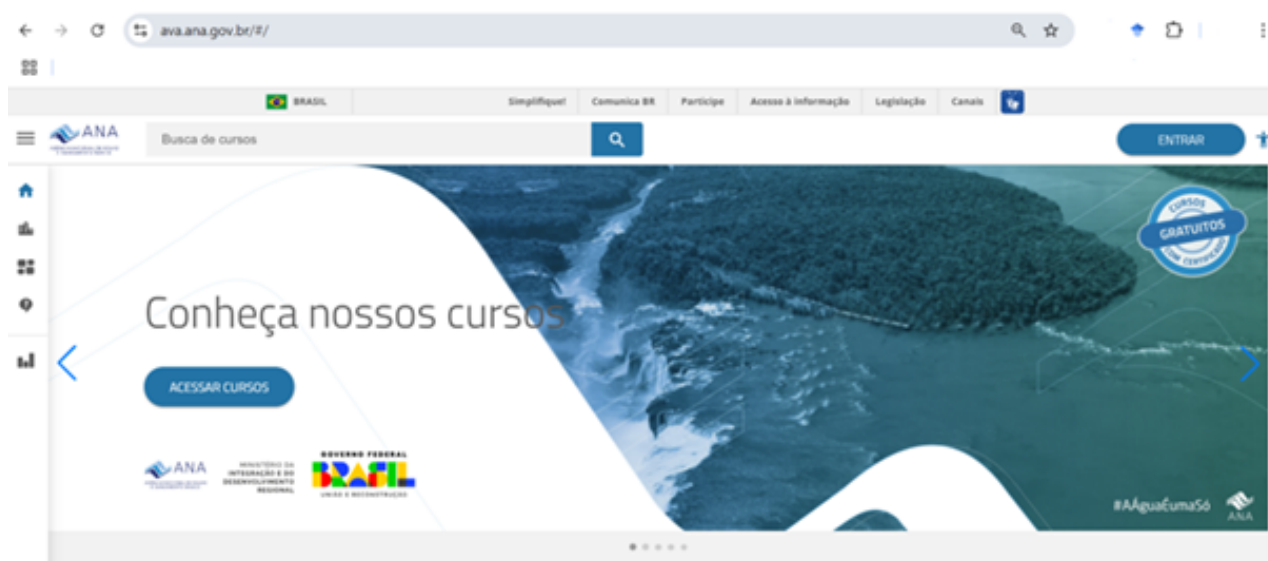 ava.ana.gov.br/#/
BRASIL Simplifique! Comunica BR Participe Acesso à informação Legislação Canais
ANA Busca de cursos ENTRAR
CURSOS
GRATUITOS
COM CERTIFICADO
Conheça nossos cursos
ACESSAR CURSOS
ANA
MINISTÉRIO DA
INTEGRAÇÃO E DO
DESENVOLVIMENTO
REGIONAL
GOVERNO FEDERAL
BRASIL
UNIÃO E RECONSTRUÇÃO
#AÁguaÉumaSó
ANA